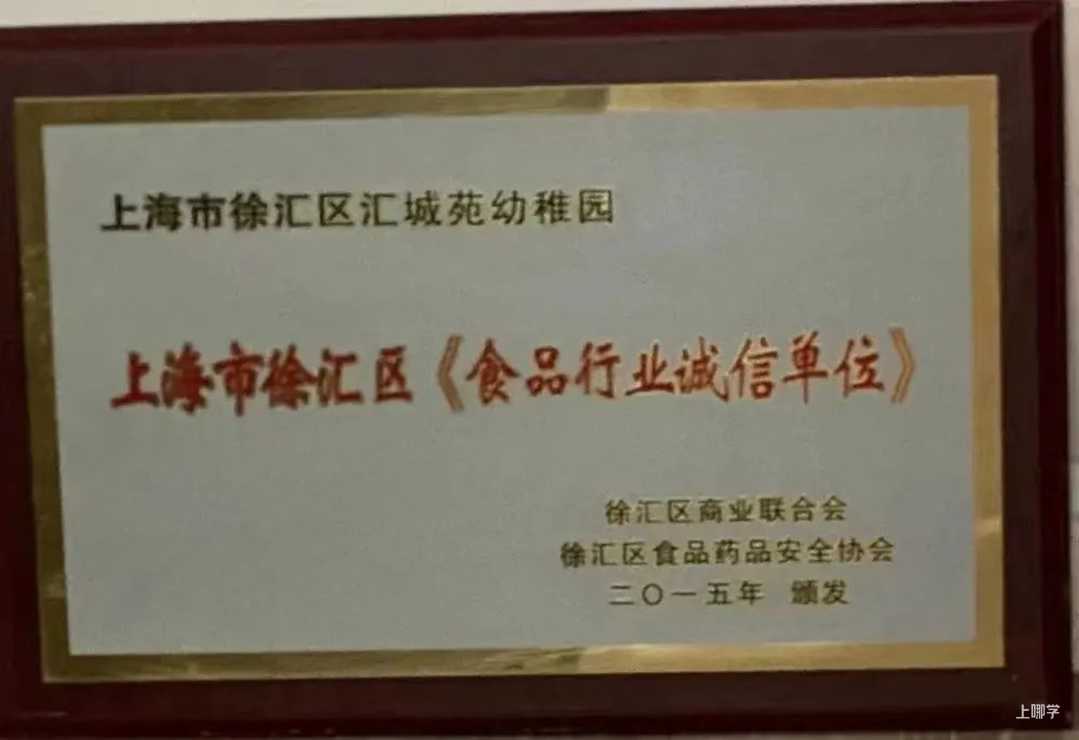 上海市徐汇区汇城苑幼稚园
上海市徐汇区《食品行业诚信单位》
徐汇区商业联合会
徐汇区食品药品安全协会
二〇一五年 颁发
上哪学